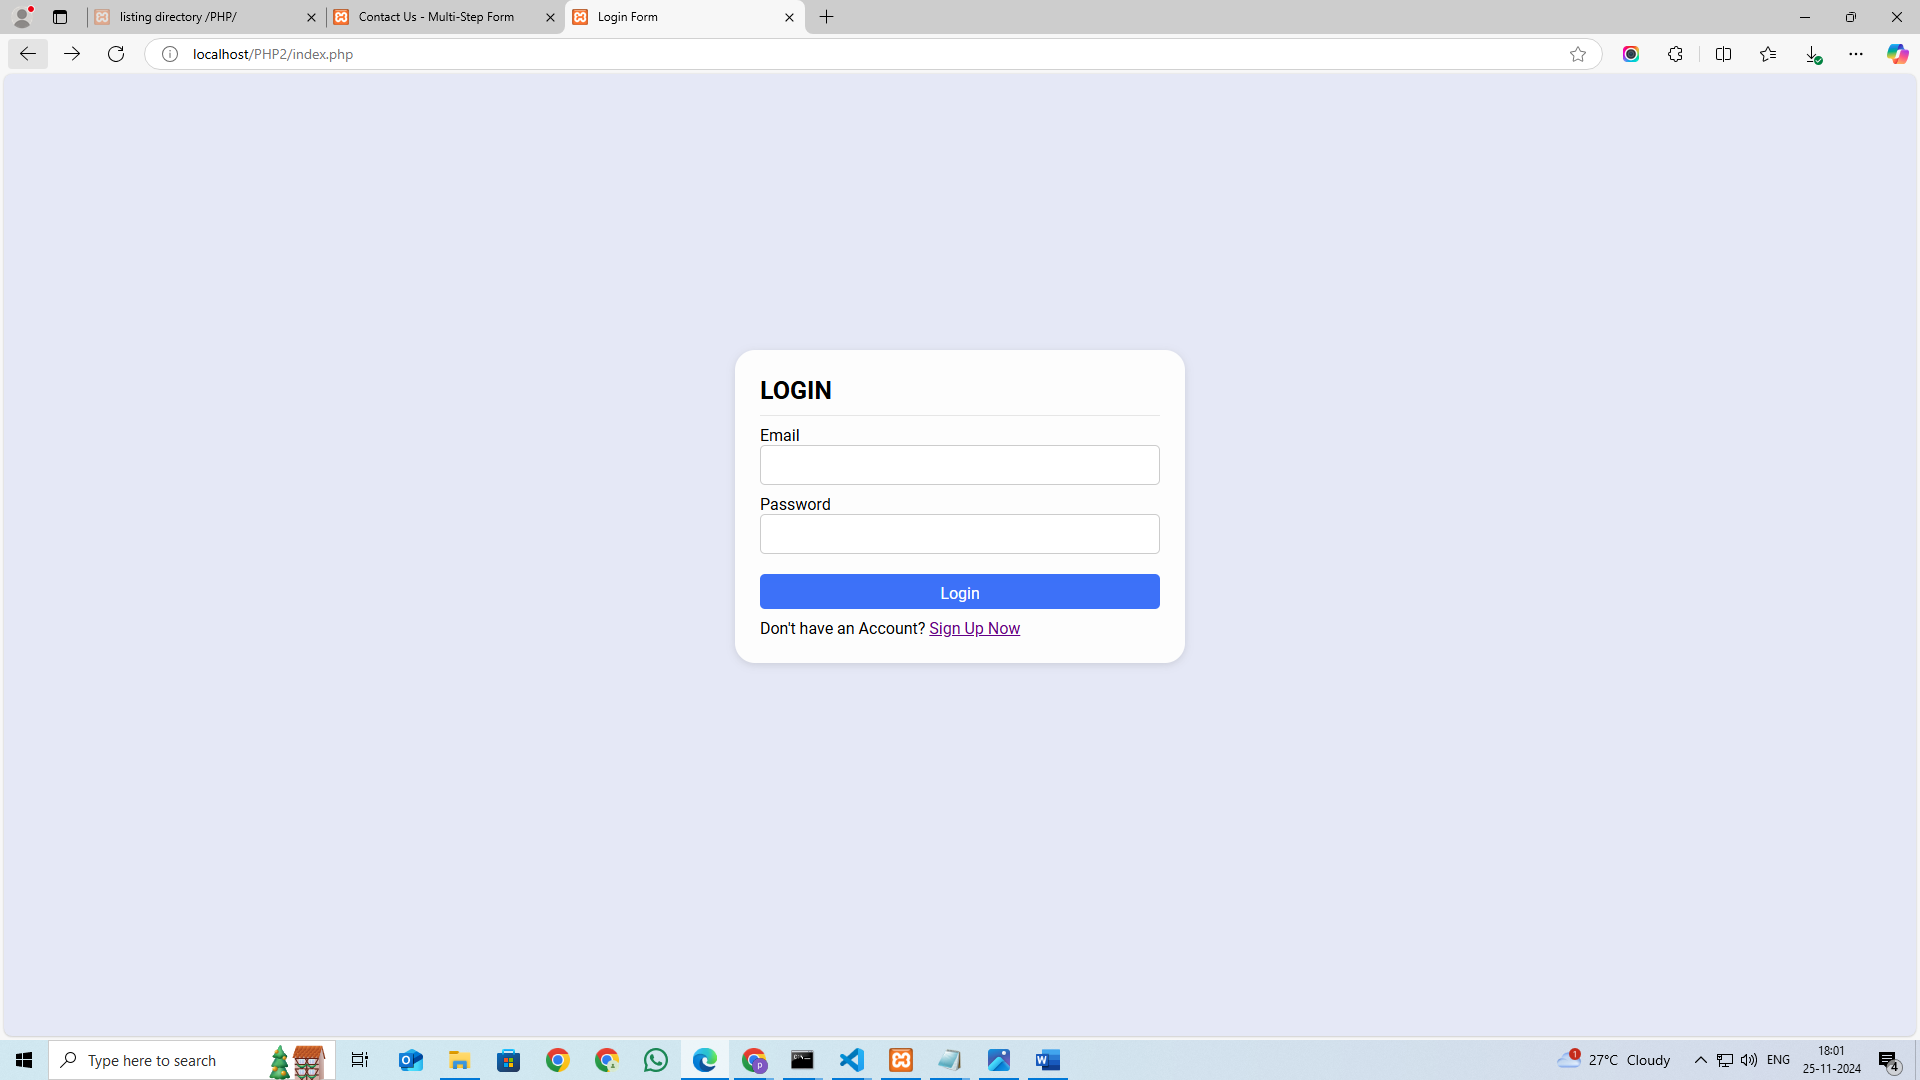 listing directory /PHP/
Contact Us - Multi-Step Form
Login Form
localhost/PHP2/index.php
LOGIN
Email
Password
Login
Don't have an Account? Sign Up Now
Type here to search
1
27°C Cloudy
ENG
18:01
25-11-2024
4